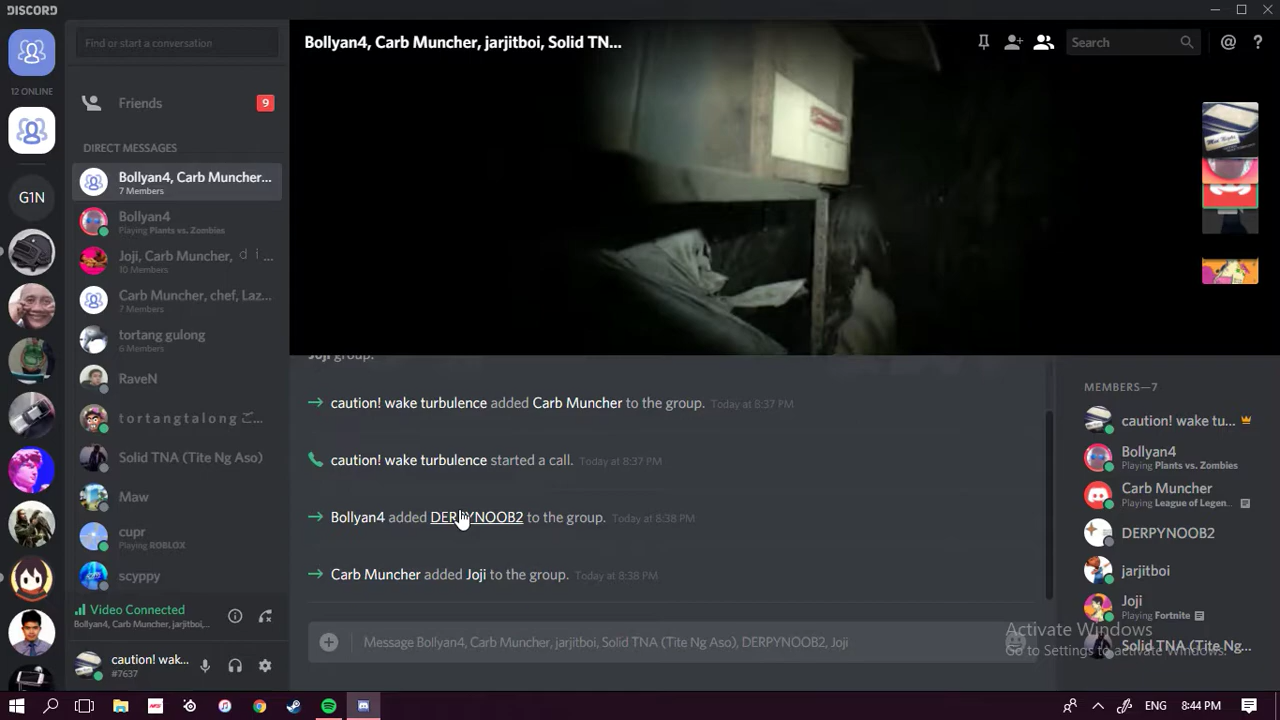 DISCORD
Find or start a conversation
Bollyan4, Carb Muncher, jarjitboi, Solid TN...
Search
12 ONLINE
Friends
9
DIRECT MESSAGES
G1N
Bollyan4, Carb Muncher...
7 Members
Bollyan4
Playing Plants vs. Zombies
Joji, Carb Muncher, d i ...
10 Members
Carb Muncher, chef, Laz...
7 Members
tortang gulong
6 Members
RaveN
t o r t a n g t a l o n g ご...
Solid TNA (Tite Ng Aso)
Maw
cupr
Playing ROBLOX
scyppy
Video Connected
Bollyan4, Carb Muncher, jarjitboi,...
caution! wak...
#7637
Joji group.
caution! wake turbulence added Carb Muncher to the group. Today at 8:37 PM
caution! wake turbulence started a call. Today at 8:37 PM
Bollyan4 added DERPYNOOB2 to the group. Today at 8:38 PM
Carb Muncher added Joji to the group. Today at 8:38 PM
Message Bollyan4, Carb Muncher, jarjitboi, Solid TNA (Tite Ng Aso), DERPYNOOB2, Joji
MEMBERS—7
caution! wake tu...
Bollyan4
Playing Plants vs. Zombies
Carb Muncher
Playing League of Legen...
DERPYNOOB2
jarjitboi
Joji
Playing Fortnite
Solid TNA (Tite Ng...
Activate Windows
Go to Settings to activate Windows.
ENG
8:44 PM